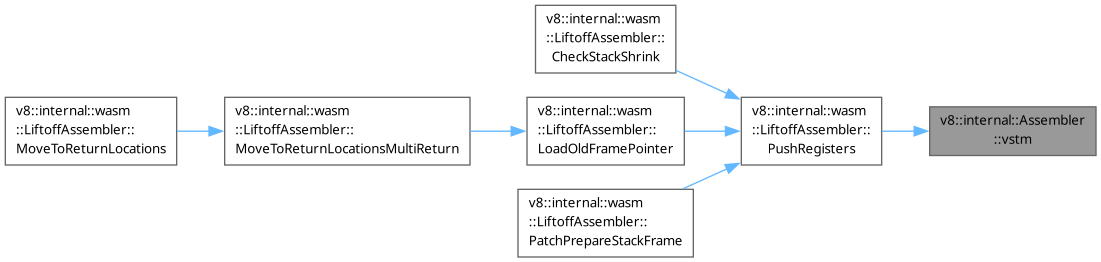 v8::internal::wasm
::LiftoffAssembler::
CheckStackShrink
v8::internal::wasm
::LiftoffAssembler::
MoveToReturnLocations
v8::internal::wasm
::LiftoffAssembler::
MoveToReturnLocationsMultiReturn
v8::internal::wasm
::LiftoffAssembler::
LoadOldFramePointer
v8::internal::wasm
::LiftoffAssembler::
PushRegisters
v8::internal::Assembler
::vstm
v8::internal::wasm
::LiftoffAssembler::
PatchPrepareStackFrame